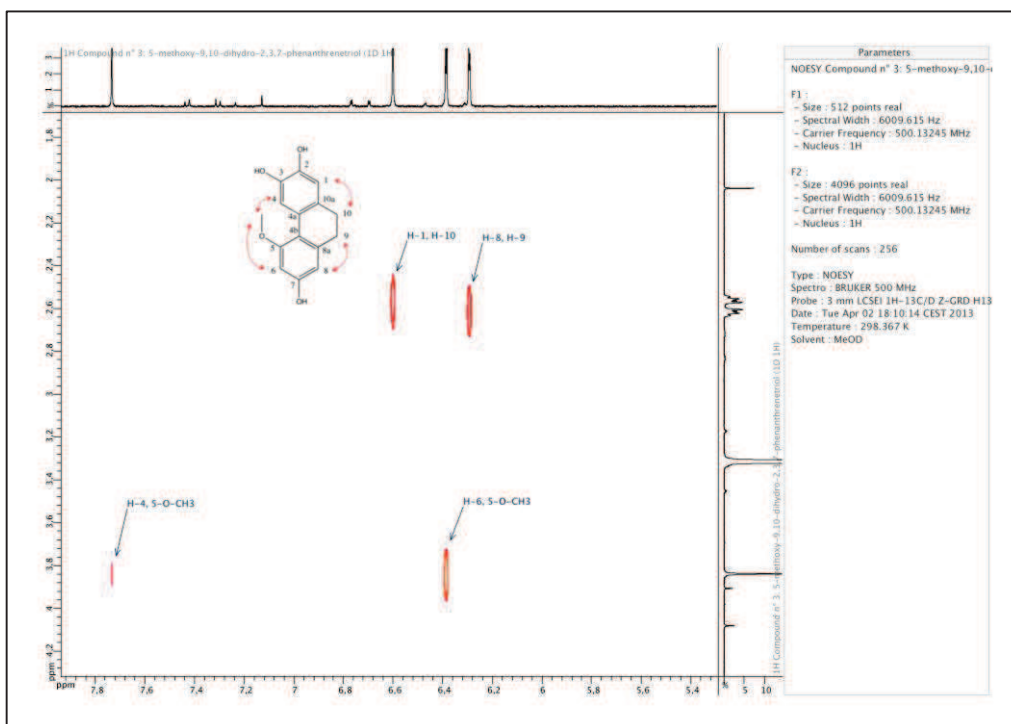 1H Compound n° 3: 5-methoxy-9,10-dihydro-2,3,7-phenanthrenetriol (1D 1H)
3
2
1
%
OH
HO
2
3
1
4
10a
4a
10
4b
9
O
5
9a
6
8
7
OH
H-1, H-10
H-8, H-9
H-4, 5-O-CH3
H-6, 5-O-CH3
1,8
2
2,2
2,4
2,6
2,8
3
3,2
3,4
3,6
3,8
4
4,2
ppm
ppm
7,8
7,6
7,4
7,2
7
6,8
6,6
6,4
6,2
6
5,8
5,6
5,4
1H Compound n° 3: 5-methoxy-9,10-dihydro-2,3,7-phenanthrenetriol (1D 1H)
%
5
10
Parameters
NOESY Compound n° 3: 5-methoxy-9,10-
F1 :
- Size : 512 points real
- Spectral Width : 6009.615 Hz
- Carrier Frequency : 500.13245 MHz
- Nucleus : 1H
F2 :
- Size : 4096 points real
- Spectral Width : 6009.615 Hz
- Carrier Frequency : 500.13245 MHz
- Nucleus : 1H
Number of scans : 256
Type : NOESY
Spectro : BRUKER 500 MHz
Probe : 3 mm LCSEI 1H-13C/D Z-GRD H13
Date : Tue Apr 02 18:10:14 CEST 2013
Temperature : 298.367 K
Solvent : MeOD